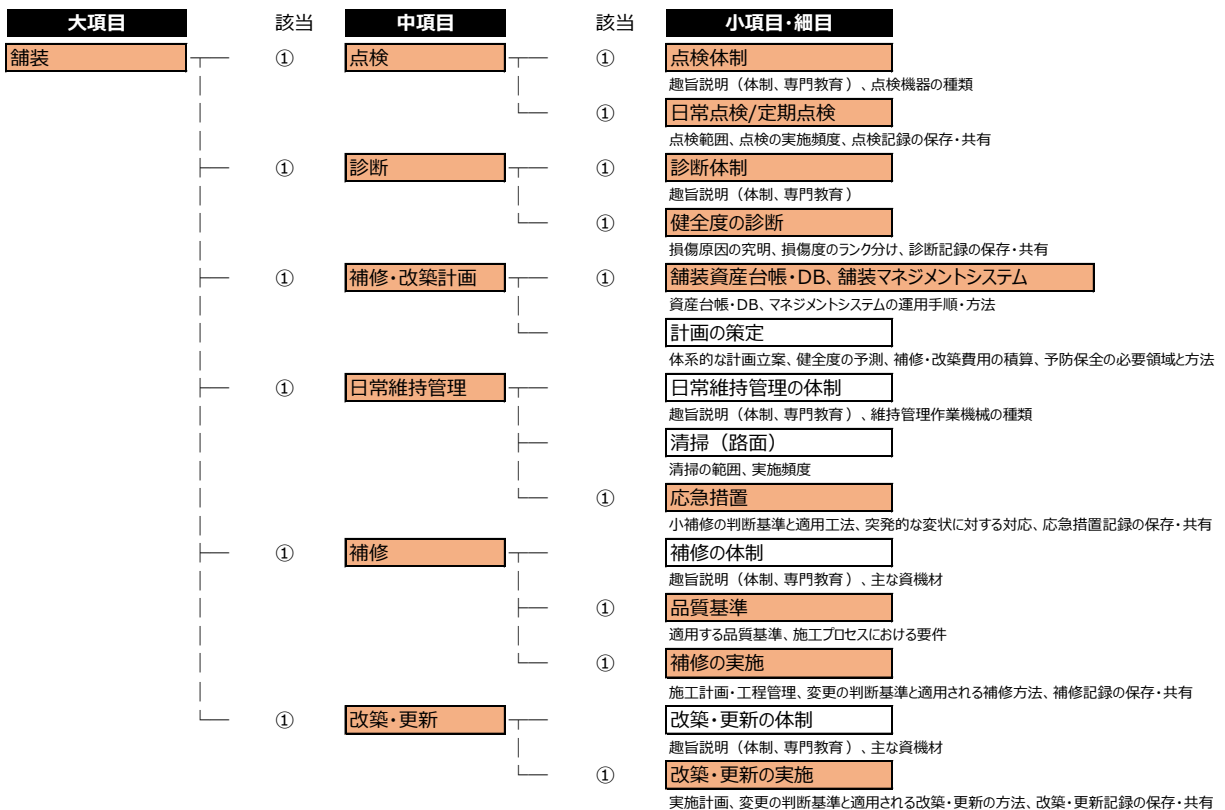 大項目 該当 中項目 該当 小項目・細目
舗装 ① 点検 ① 点検体制
趣旨説明（体制、専門教育）、点検機器の種類
① 日常点検/定期点検
点検範囲、点検の実施頻度、点検記録の保存・共有
① 診断 ① 診断体制
趣旨説明（体制、専門教育）
① 健全度の診断
損傷原因の究明、損傷度のランク分け、診断記録の保存・共有
① 補修・改築計画 ① 舗装資産台帳・DB、舗装マネジメントシステム
資産台帳・DB、マネジメントシステムの運用手順・方法
計画の策定
体系的な計画立案、健全度の予測、補修・改築費用の積算、予防保全の必要領域と方法
① 日常維持管理 日常維持管理の体制
趣旨説明（体制、専門教育）、維持管理作業機械の種類
清掃（路面）
清掃の範囲、実施頻度
① 応急措置
小補修の判断基準と適用工法、突発的な変状に対する対応、応急措置記録の保存・共有
① 補修 補修の体制
趣旨説明（体制、専門教育）、主な資機材
① 品質基準
適用する品質基準、施工プロセスにおける要件
① 補修の実施
施工計画・工程管理、変更の判断基準と適用される補修方法、補修記録の保存・共有
① 改築・更新 改築・更新の体制
趣旨説明（体制、専門教育）、主な資機材
① 改築・更新の実施
実施計画、変更の判断基準と適用される改築・更新の方法、改築・更新記録の保存・共有